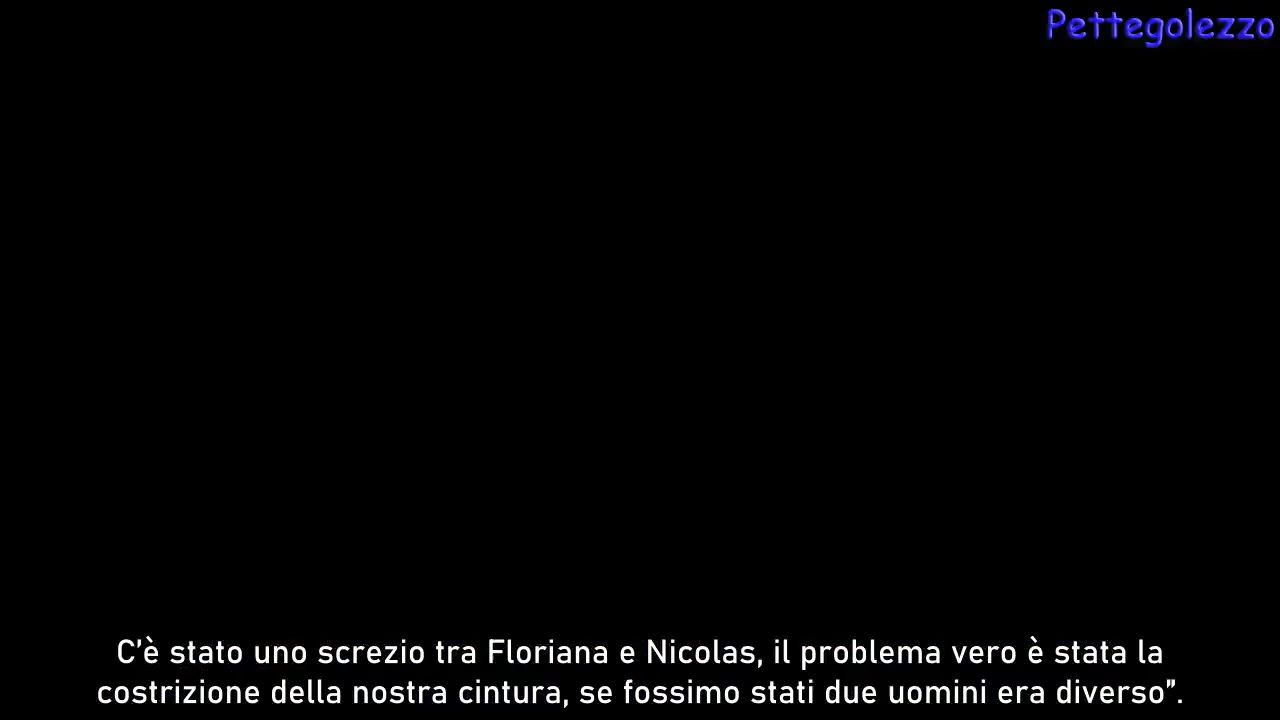 Pettegolezzo
C’è stato uno screzio tra Floriana e Nicolas, il problema vero è stata la
costrizione della nostra cintura, se fossimo stati due uomini era diverso”.